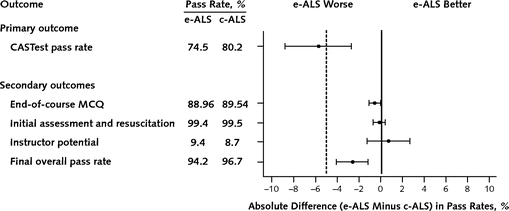 Outcome Pass Rate, % e-ALS Worse e-ALS Better
e-ALS c-ALS
Primary outcome
CASTest pass rate 74.5 80.2
Secondary outcomes
End-of-course MCQ 88.96 89.54
Initial assessment and resuscitation 99.4 99.5
Instructor potential 9.4 8.7
Final overall pass rate 94.2 96.7
−10 −8 −6 −4 −2 0 2 4 6 8 10
Absolute Difference (e-ALS Minus c-ALS) in Pass Rates, %